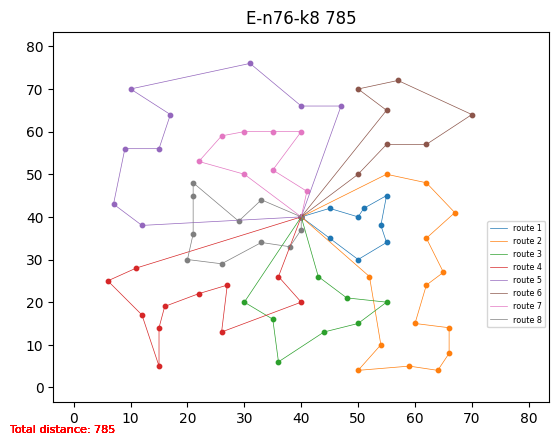 E-n76-k8 785
80
70
60
50
40
30
20
10
0
route 1
route 2
route 3
route 4
route 5
route 6
route 7
route 8
0 10 20 30 40 50 60 70 80
Total distance: 785